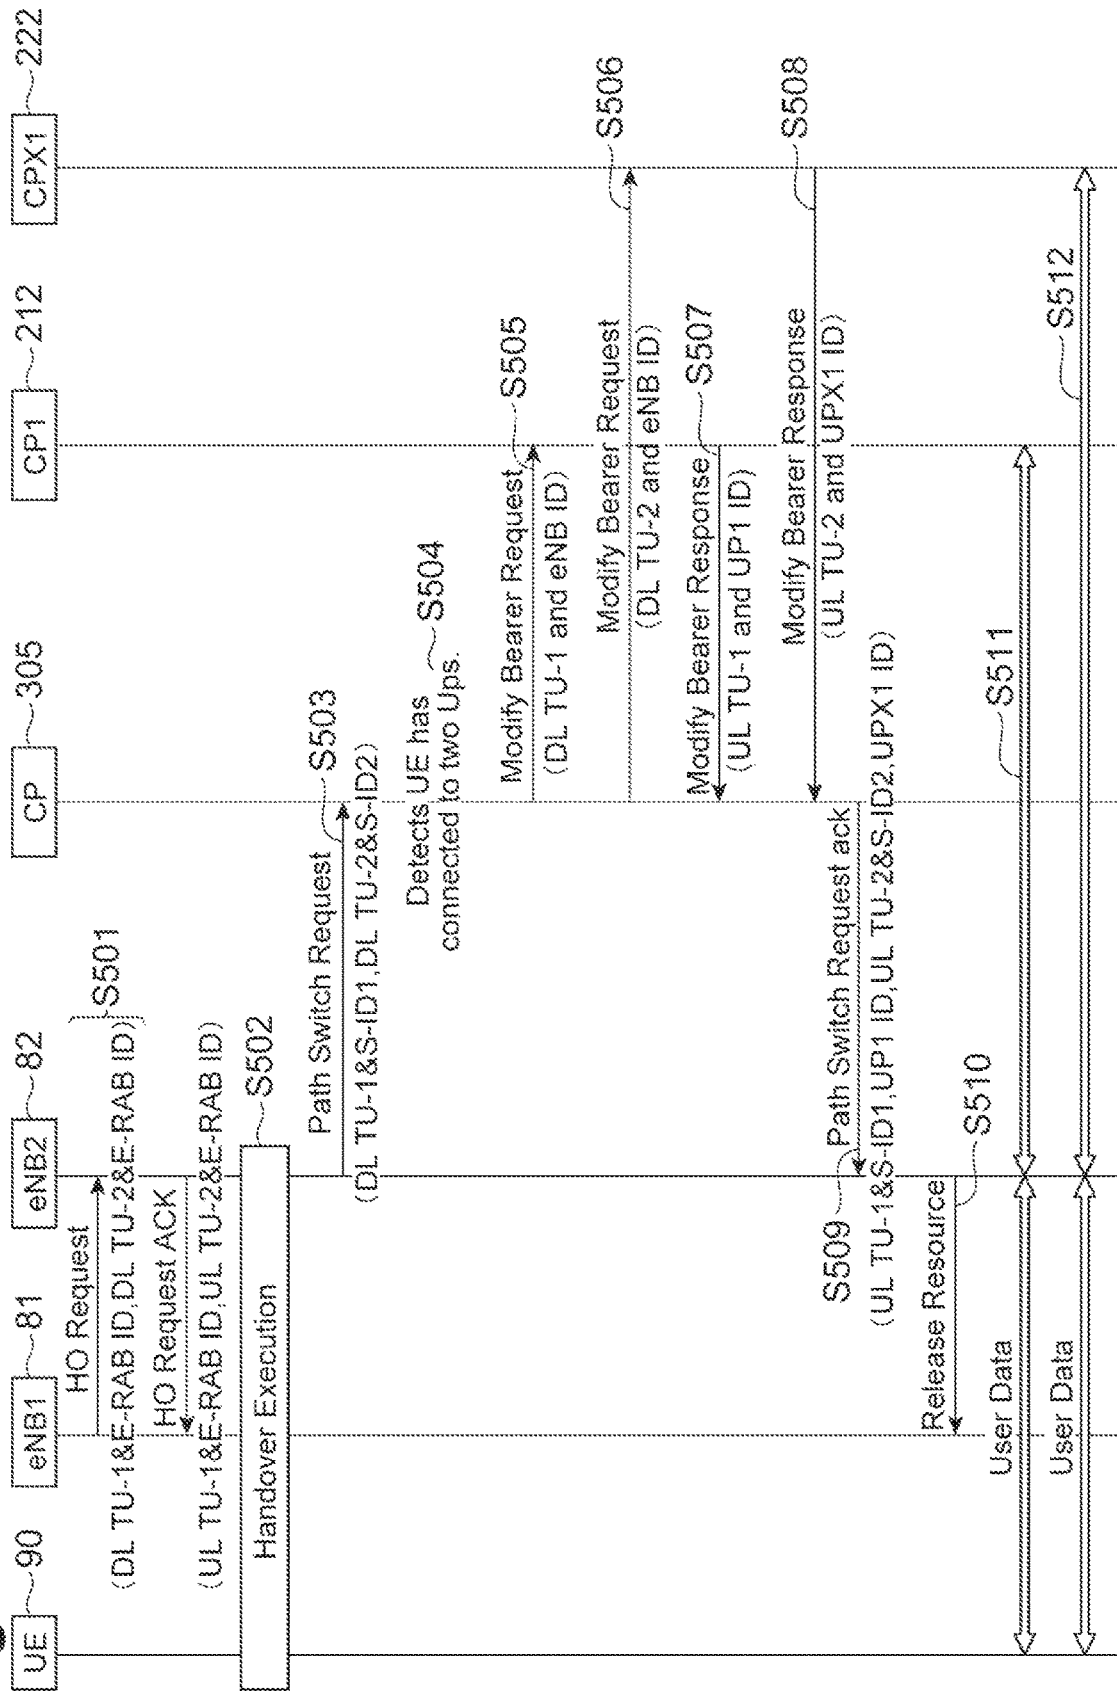 UE 90
eNB1 81
eNB2 82
CP 305
CP1 212
CPX1 222
HO Request
(DL TU-1&E-RAB ID,DL TU-2&E-RAB ID)
S501
HO Request ACK
(UL TU-1&E-RAB ID,UL TU-2&E-RAB ID)
Handover Execution
S502
Path Switch Request
S503
(DL TU-1&S-ID1,DL TU-2&S-ID2)
Detects UE has
connected to two Ups.
S504
Modify Bearer Request
S505
(DL TU-1 and eNB ID)
Modify Bearer Request
S506
(DL TU-2 and eNB ID)
Modify Bearer Response
S507
(UL TU-1 and UP1 ID)
Modify Bearer Response
S508
(UL TU-2 and UPX1 ID)
S509
Path Switch Request ack
(UL TU-1&S-ID1,UP1 ID,UL TU-2&S-ID2,UPX1 ID)
Release Resource
S510
User Data
S511
User Data
S512